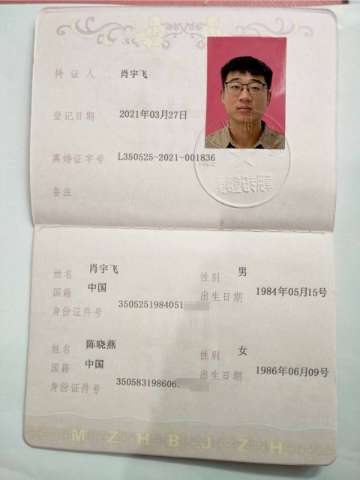 持证人 肖宇飞
登记日期 2021年03月27日
离婚证字号 L350525-2021-001836
备注
姓名 肖宇飞 性别 男
国籍 中国 出生日期 1984年05月15号
身份证件号 3505251984051
姓名 陈晓燕 性别 女
国籍 中国 出生日期 1986年06月09号
身份证件号 350583198606
MZHBJZH